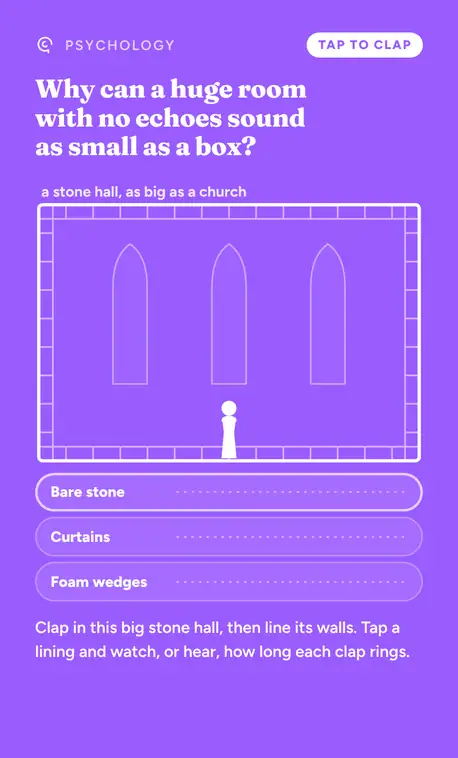 PSYCHOLOGY
TAP TO CLAP
Why can a huge room
with no echoes sound
as small as a box?
a stone hall, as big as a church
Bare stone
Curtains
Foam wedges
Clap in this big stone hall, then line its walls. Tap a
lining and watch, or hear, how long each clap rings.